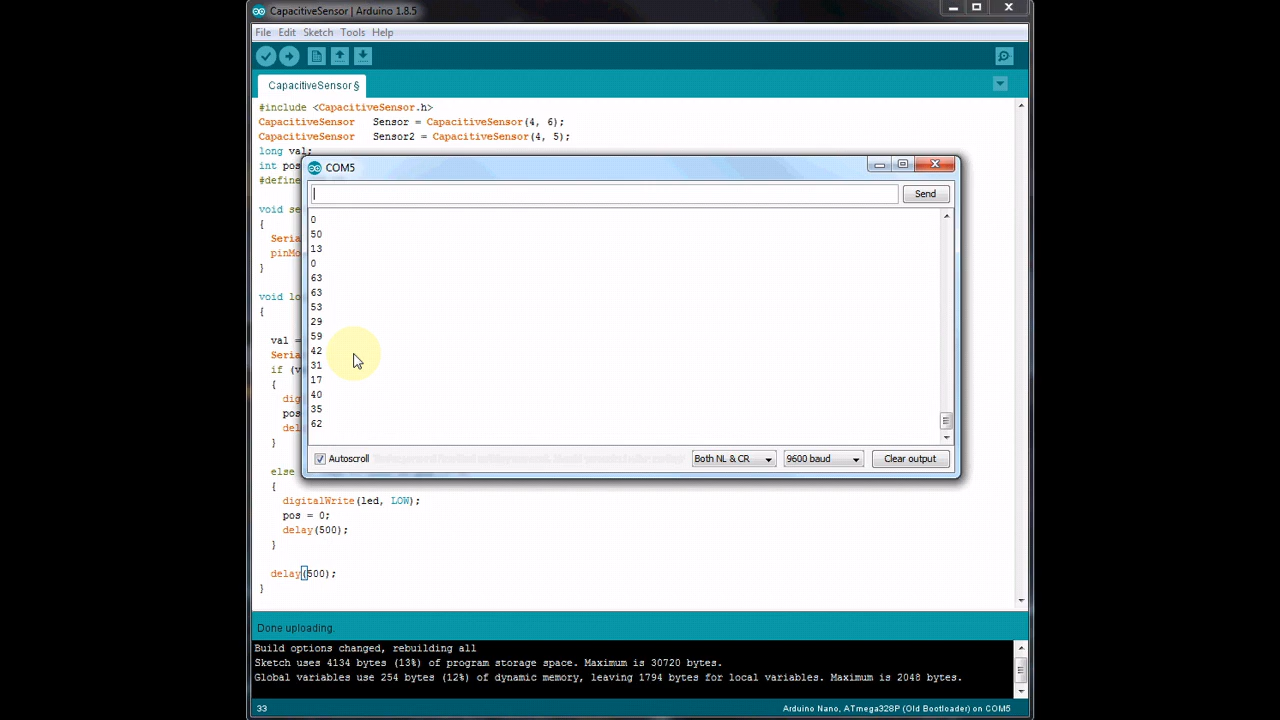 CapacitiveSensor | Arduino 1.8.5
File Edit Sketch Tools Help
CapacitiveSensor §
#include <CapacitiveSensor.h>
CapacitiveSensor Sensor = CapacitiveSensor(4, 6);
CapacitiveSensor Sensor2 = CapacitiveSensor(4, 5);
long val;
int pos
#define
void se
{
Seria
pinMo
}
void lo
{
val =
Seria
if (v
{
dig
pos
del
}
else
{
digitalWrite(led, LOW);
pos = 0;
delay(500);
}
delay(500);
}
COM5
Send
0
50
13
0
63
63
53
29
59
42
31
17
40
35
62
Autoscroll
Both NL & CR
9600 baud
Clear output
Done uploading.
Build options changed, rebuilding all
Sketch uses 4134 bytes (13%) of program storage space. Maximum is 30720 bytes.
Global variables use 254 bytes (12%) of dynamic memory, leaving 1794 bytes for local variables. Maximum is 2048 bytes.
33
Arduino Nano, ATmega328P (Old Bootloader) on COM5